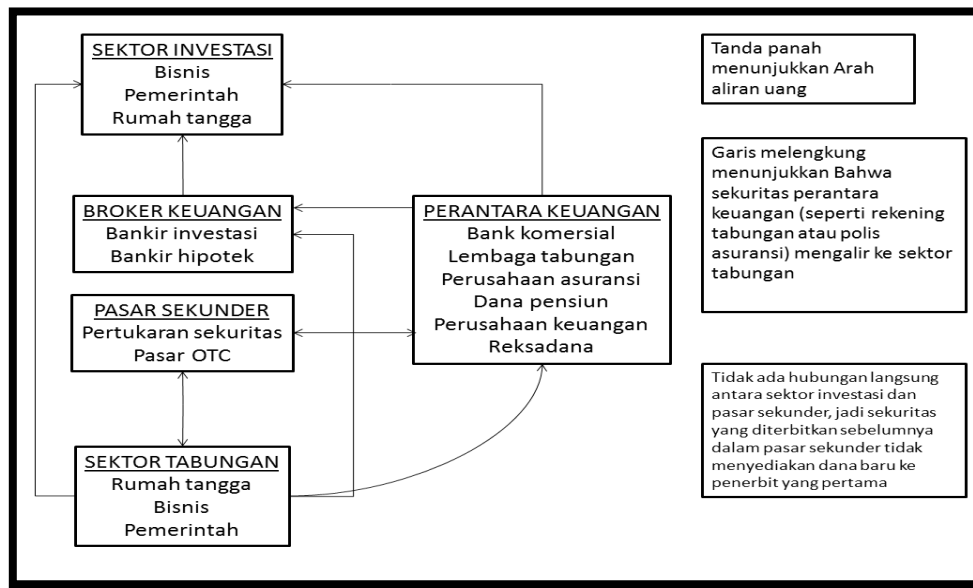 SEKTOR INVESTASI
Bisnis
Pemerintah
Rumah tangga
BROKER KEUANGAN
Bankir investasi
Bankir hipotek
PASAR SEKUNDER
Pertukaran sekuritas
Pasar OTC
SEKTOR TABUNGAN
Rumah tangga
Bisnis
Pemerintah
PERANTARA KEUANGAN
Bank komersial
Lembaga tabungan
Perusahaan asuransi
Dana pensiun
Perusahaan keuangan
Reksadana
Tanda panah
menunjukkan Arah
aliran uang
Garis melengkung
menunjukkan Bahwa
sekuritas perantara
keuangan (seperti rekening
tabungan atau polis
asuransi) mengalir ke sektor
tabungan
Tidak ada hubungan langsung
antara sektor investasi dan
pasar sekunder, jadi sekuritas
yang diterbitkan sebelumnya
dalam pasar sekunder tidak
menyediakan dana baru ke
penerbit yang pertama